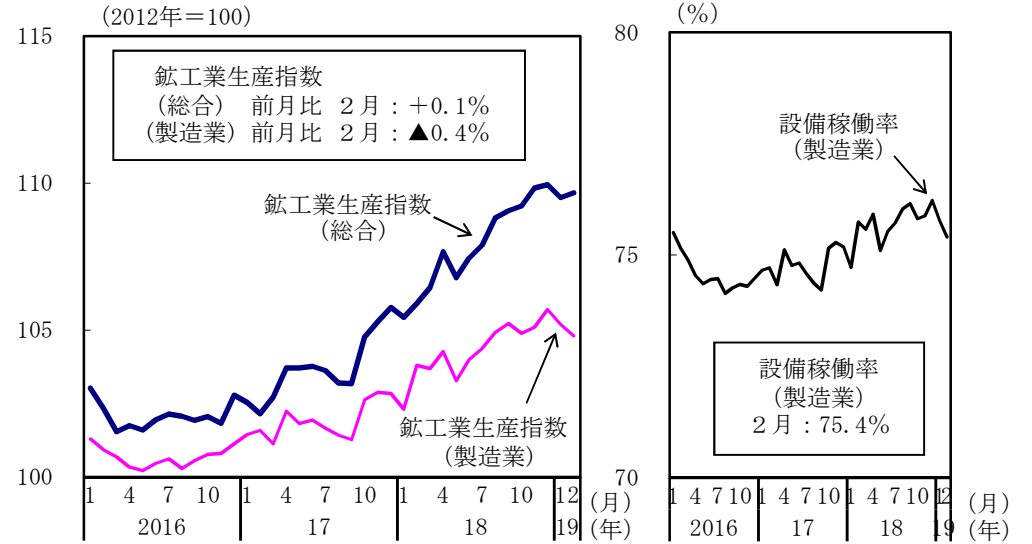 (2012年＝100)
115
110
105
100
鉱工業生産指数
(総合) 前月比 ２月：＋0.1%
(製造業) 前月比 ２月：▲0.4%
鉱工業生産指数
(総合)
鉱工業生産指数
(製造業)
1 4 7 10 1 4 7 10 1 4 7 10 12 (月)
2016 17 18 19 (年)
(%)
80
75
70
設備稼働率
(製造業)
設備稼働率
(製造業)
２月：75.4%
1 4 7 10 1 4 7 10 1 4 7 10 12 (月)
2016 17 18 19 (年)